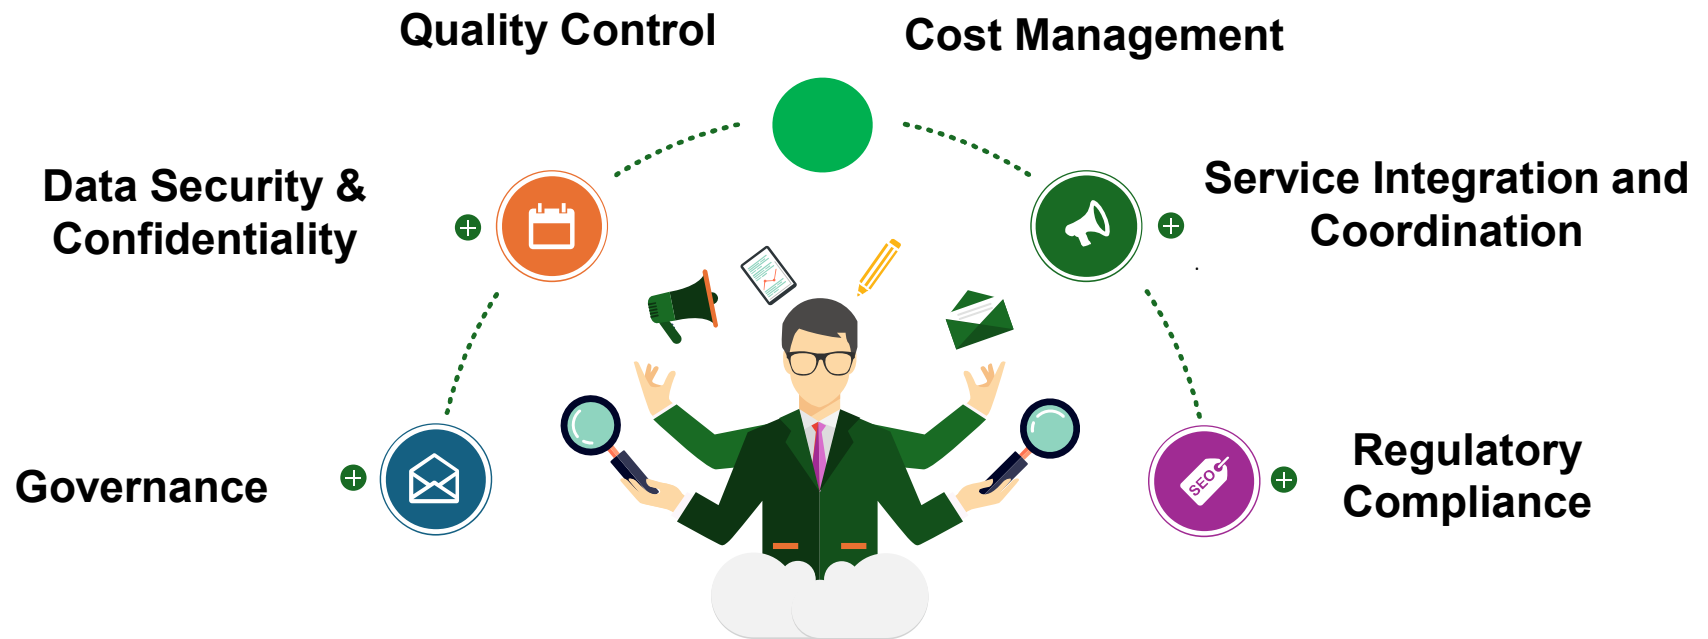 Quality Control
Cost Management
Data Security &
Confidentiality
Service Integration and
Coordination
Governance
Regulatory
Compliance
SEO